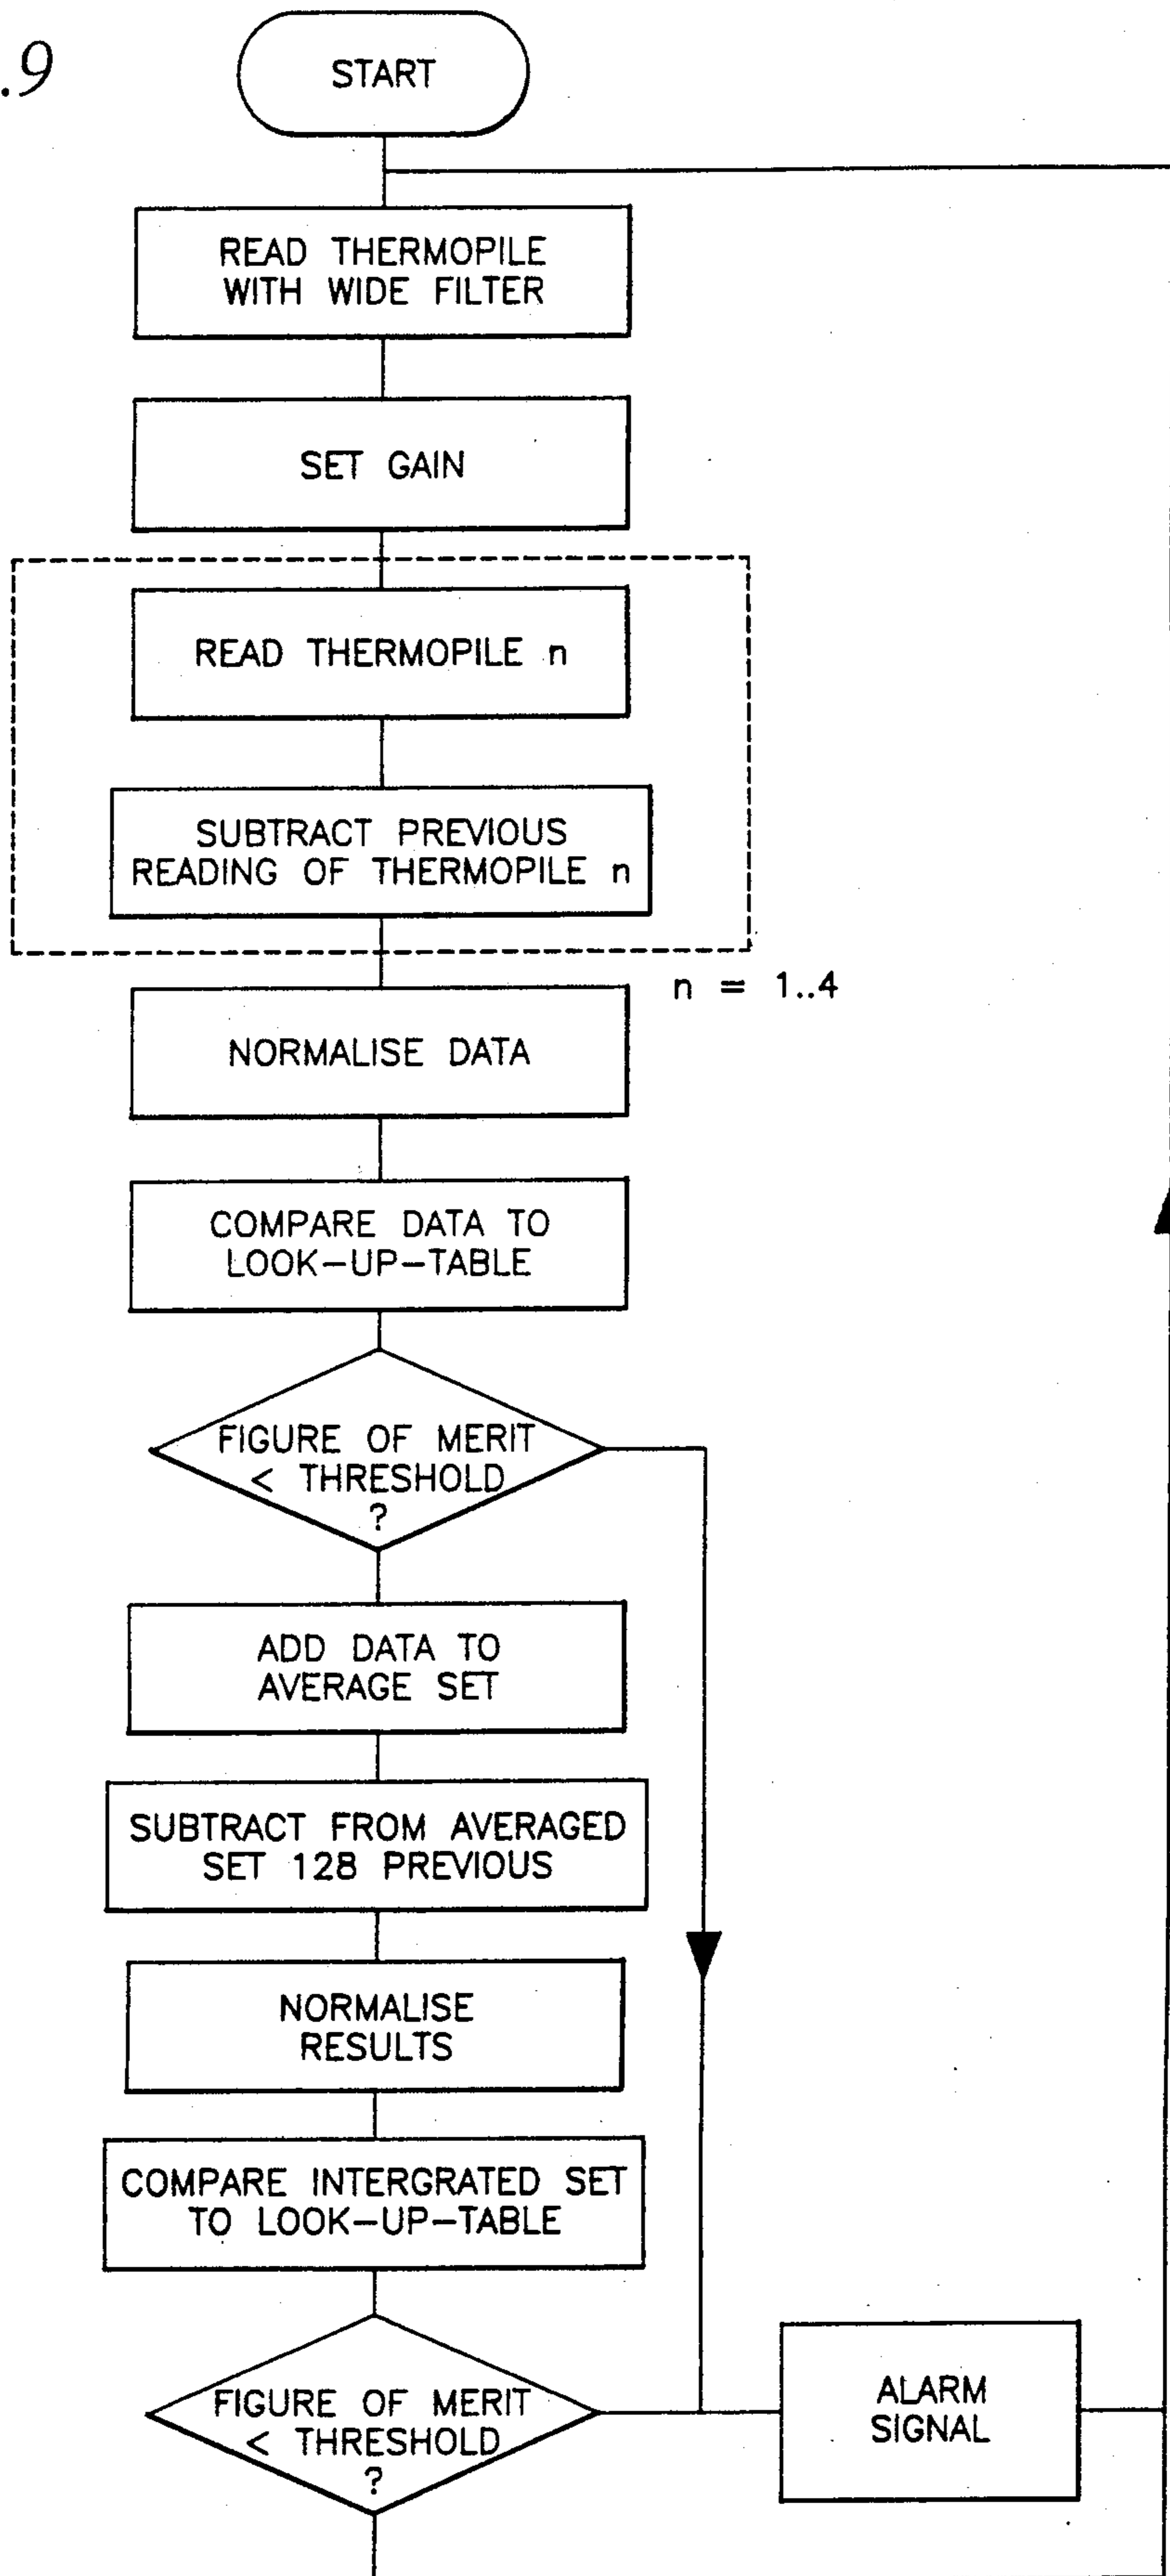 .9
START
READ THERMOPILE
WITH WIDE FILTER
SET GAIN
READ THERMOPILE n
SUBTRACT PREVIOUS
READING OF THERMOPILE n
n = 1..4
NORMALISE DATA
COMPARE DATA TO
LOOK-UP-TABLE
FIGURE OF MERIT
< THRESHOLD
?
ADD DATA TO
AVERAGE SET
SUBTRACT FROM AVERAGED
SET 128 PREVIOUS
NORMALISE
RESULTS
COMPARE INTERGRATED SET
TO LOOK-UP-TABLE
FIGURE OF MERIT
< THRESHOLD
?
ALARM
SIGNAL